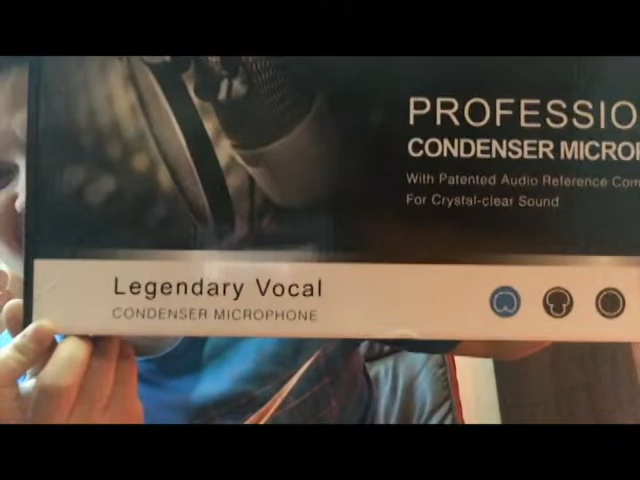 PROFESSIO
CONDENSER MICRO
With Patented Audio Reference Com
For Crystal-clear Sound
Legendary Vocal
CONDENSER MICROPHONE